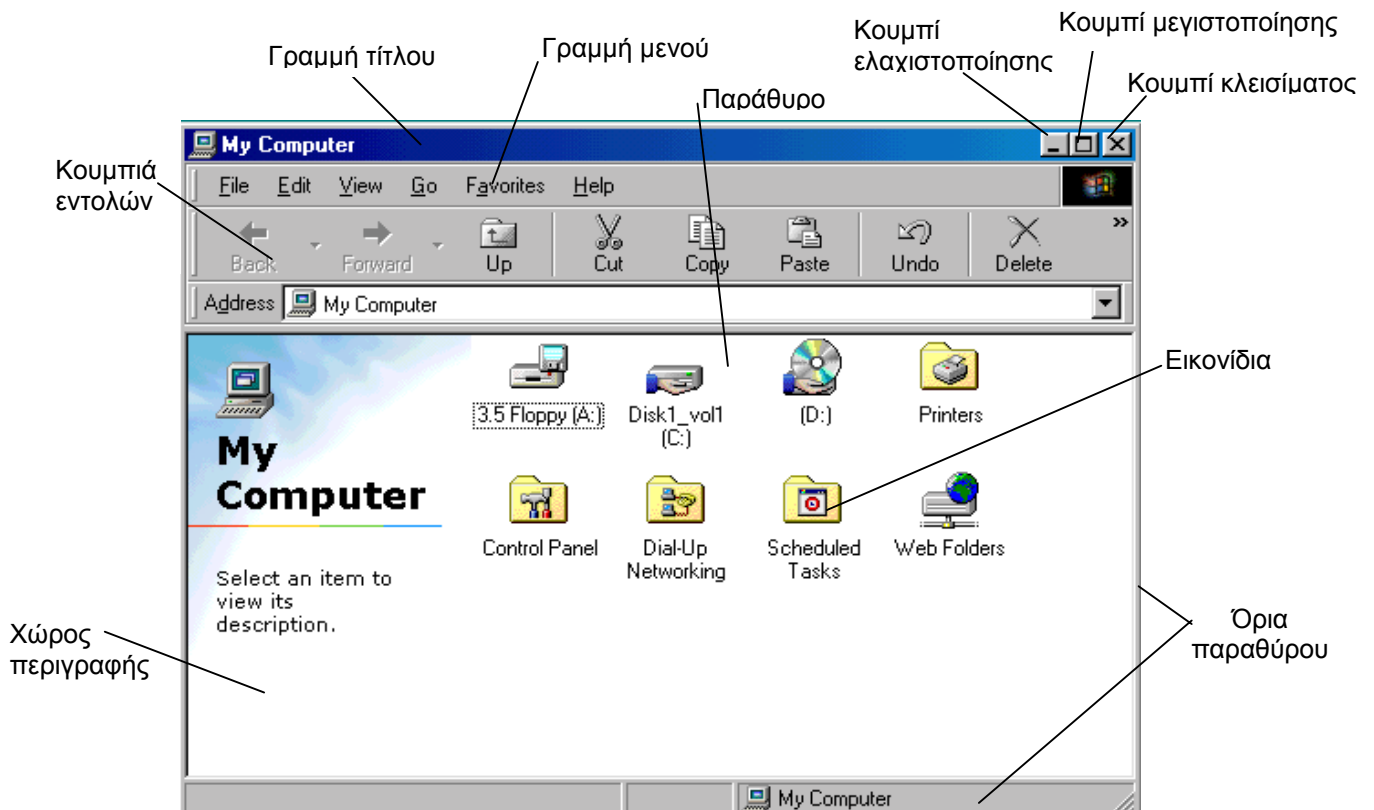 Κουμπί μεγιστοποίησης
Κουμπί
ελαχιστοποίησης
Γραμμή τίτλου
Γραμμή μενού
Κουμπί κλεισίματος
Παράθυρο
My Computer
Κουμπιά
εντολών
File Edit View Go Favorites Help
Back Forward Up Cut Copy Paste Undo Delete »
Address My Computer
Εικονίδια
3.5 Floppy (A:) Disk1_vol1 (D:) Printers
(C:)
My
Computer
Control Panel Dial-Up Scheduled Web Folders
Networking Tasks
Select an item to
view its
description.
Χώρος
περιγραφής
Όρια
παραθύρου
My Computer